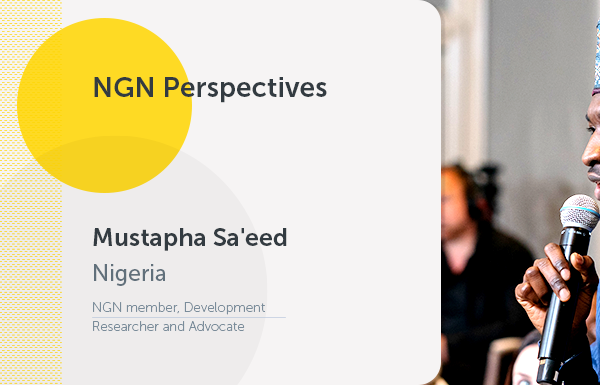 NGN Perspectives
Mustapha Sa'eed
Nigeria
NGN member, Development
Researcher and Advocate